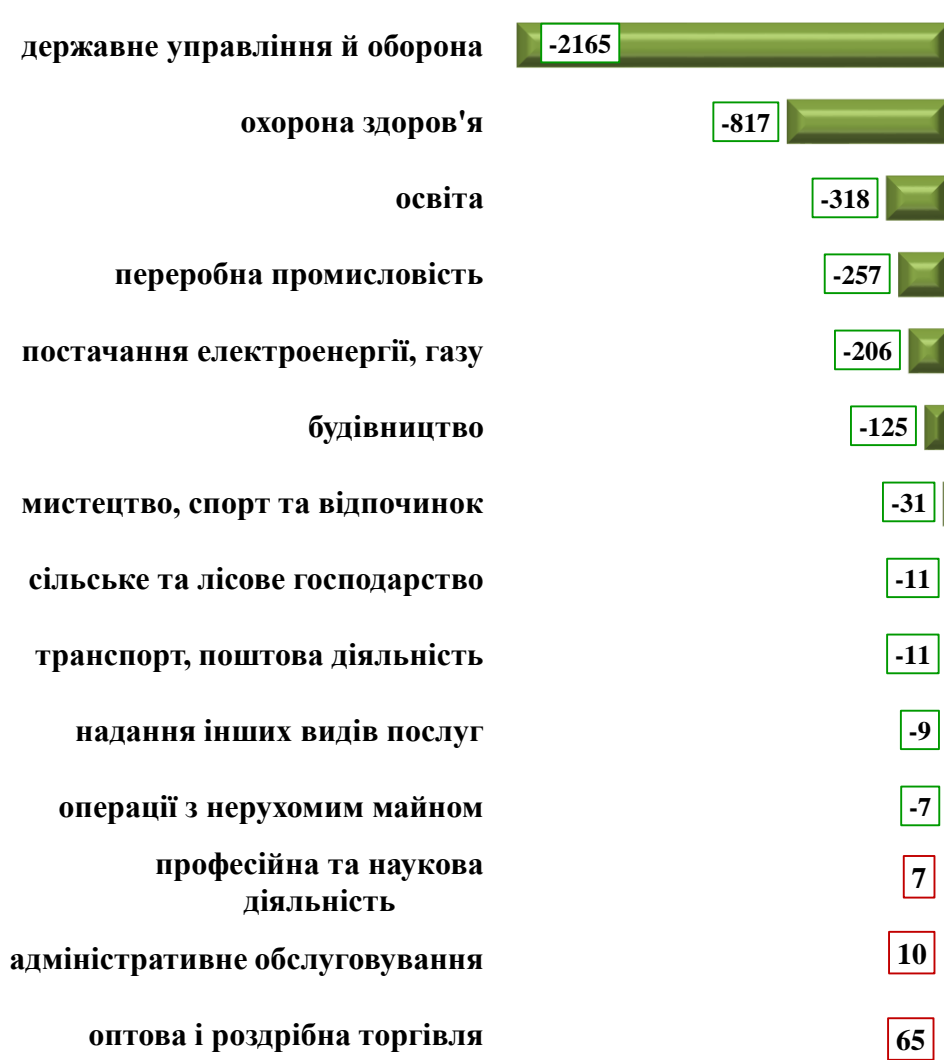 державне управління й оборона -2165
охорона здоров'я -817
освіта -318
переробна промисловість -257
постачання електроенергії, газу -206
будівництво -125
мистецтво, спорт та відпочинок -31
сільське та лісове господарство -11
транспорт, поштова діяльність -11
надання інших видів послуг -9
операції з нерухомим майном -7
професійна та наукова
діяльність 7
адміністративне обслуговування 10
оптова і роздрібна торгівля 65